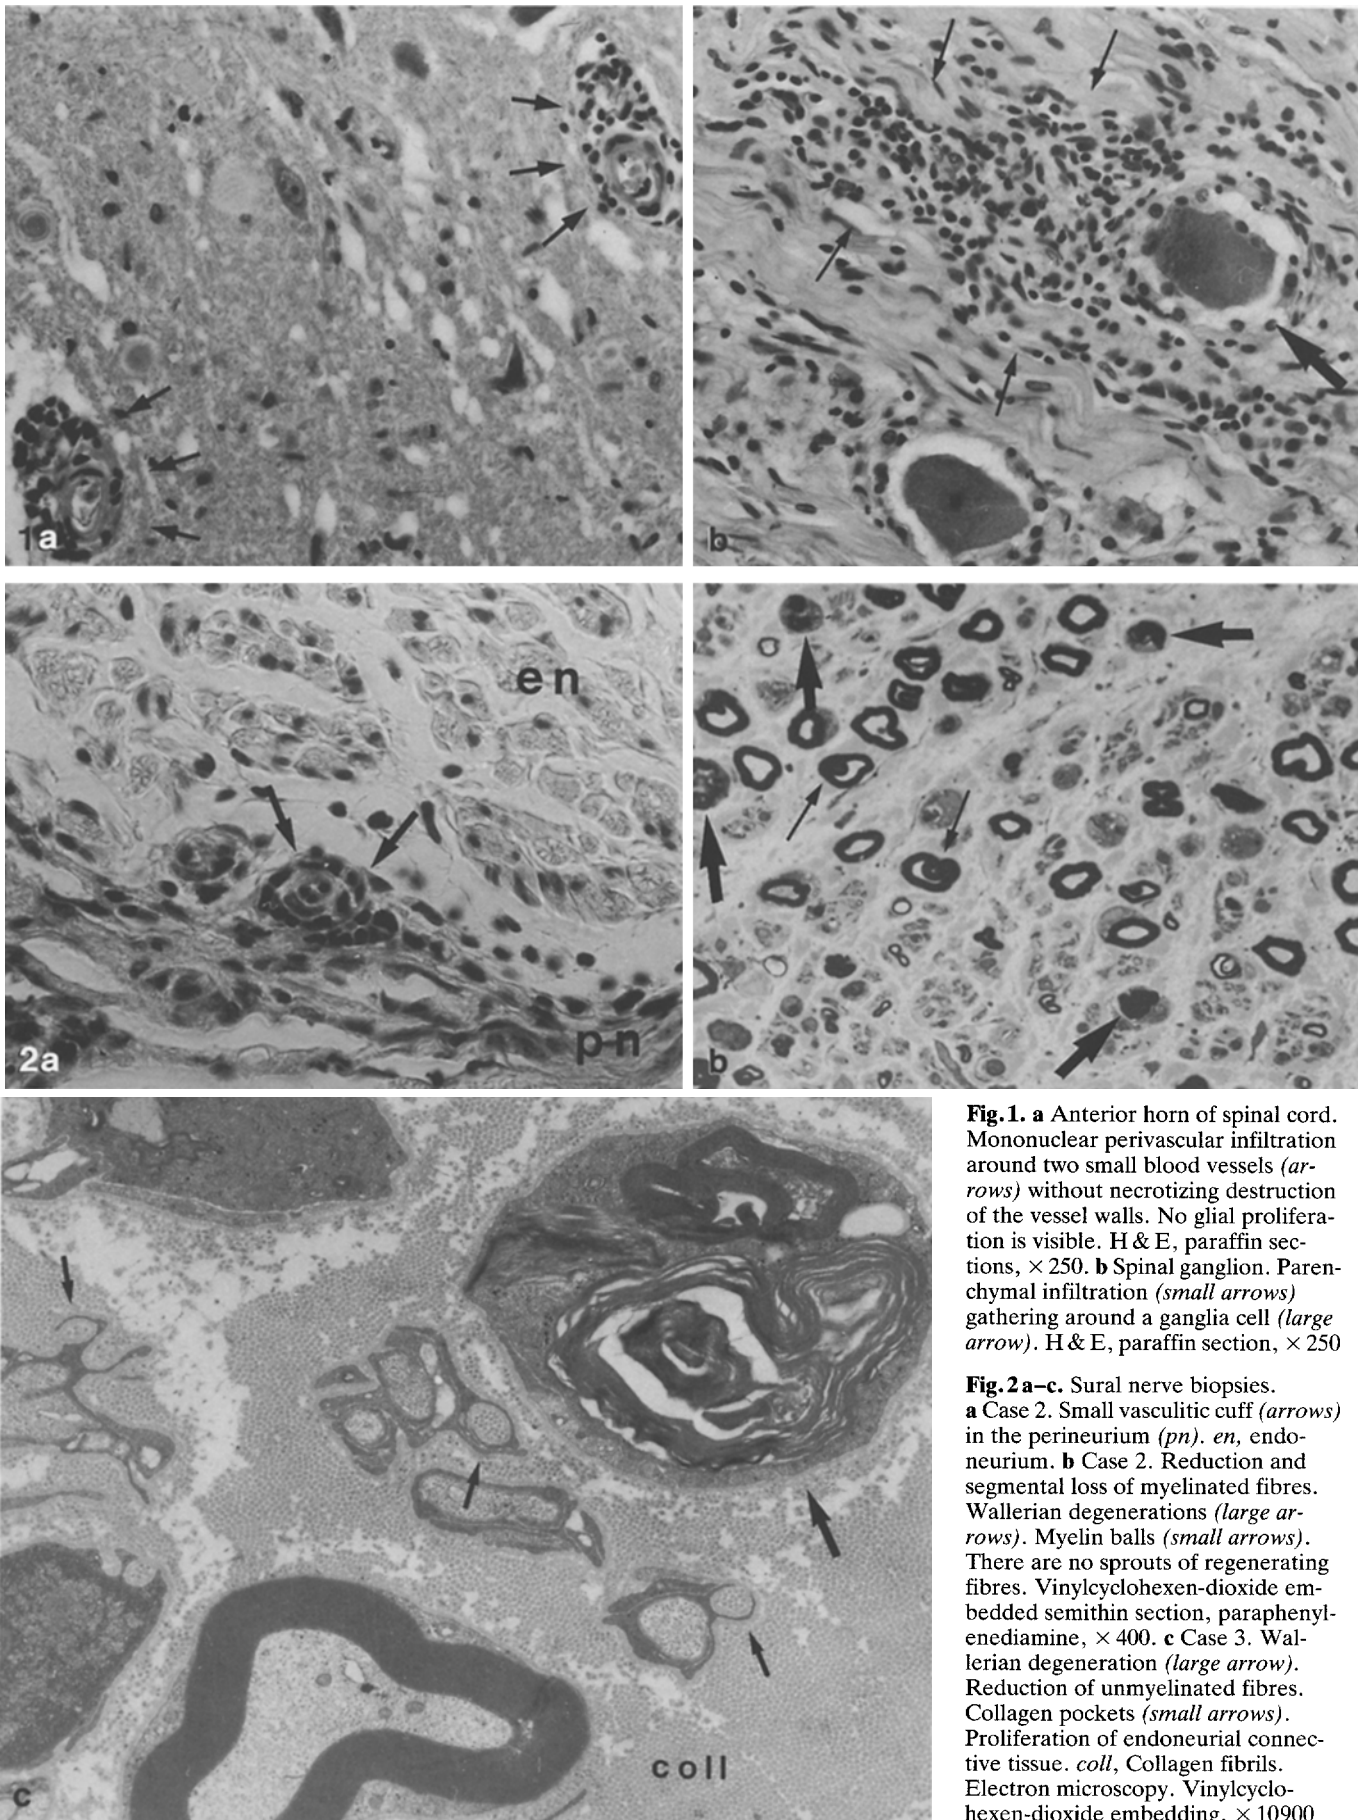 1a
b
en
pn
2a
b
coll
c
Fig.1. a Anterior horn of spinal cord.
Mononuclear perivascular infiltration
around two small blood vessels (ar-
rows) without necrotizing destruction
of the vessel walls. No glial prolifera-
tion is visible. H & E, paraffin sec-
tions, × 250. b Spinal ganglion. Paren-
chymal infiltration (small arrows)
gathering around a ganglia cell (large
arrow). H & E, paraffin section, × 250
Fig. 2 a–c. Sural nerve biopsies.
a Case 2. Small vasculitic cuff (arrows)
in the perineurium (pn). en, endo-
neurium. b Case 2. Reduction and
segmental loss of myelinated fibres.
Wallerian degenerations (large ar-
rows). Myelin balls (small arrows).
There are no sprouts of regenerating
fibres. Vinylcyclohexen-dioxide em-
bedded semithin section, paraphenyl-
enediamine, × 400. c Case 3. Wal-
lerian degeneration (large arrow).
Reduction of unmyelinated fibres.
Collagen pockets (small arrows).
Proliferation of endoneurial connec-
tive tissue. coll, Collagen fibrils.
Electron microscopy. Vinylcyclo-
hexen-dioxide embedding, × 10900